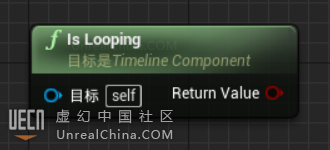 Is Looping
目标是Timeline Component
目标 self
Return Value
UECN
虚幻中国社区
UnrealChina.COM